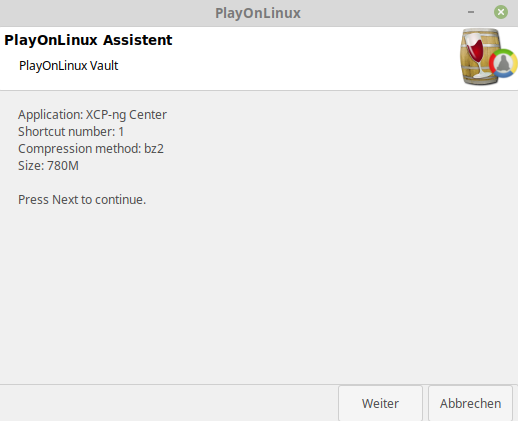 PlayOnLinux
PlayOnLinux Assistent
PlayOnLinux Vault
Application: XCP-ng Center
Shortcut number: 1
Compression method: bz2
Size: 780M
Press Next to continue.
Weiter
Abbrechen